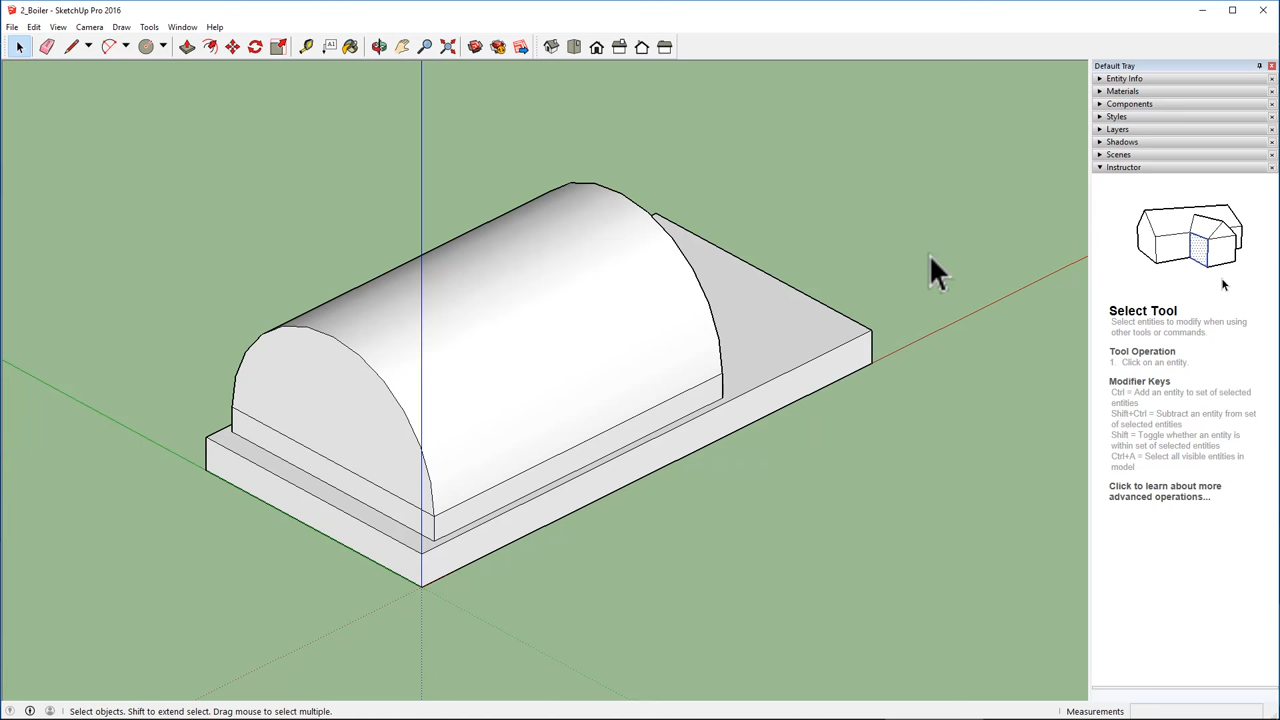 2_Boiler - SketchUp Pro 2016
File Edit View Camera Draw Tools Window Help
A1
Default Tray
Entity Info
Materials
Components
Styles
Layers
Shadows
Scenes
Instructor
Select Tool
Select entities to modify when using
other tools or commands.
Tool Operation
1. Click on an entity.
Modifier Keys
Ctrl = Add an entity to set of selected
entities
Shift+Ctrl = Subtract an entity from set
of selected entities
Shift = Toggle whether an entity is
within set of selected entities
Ctrl+A = Select all visible entities in
model
Click to learn about more
advanced operations...
Select objects. Shift to extend select. Drag mouse to select multiple.
Measurements